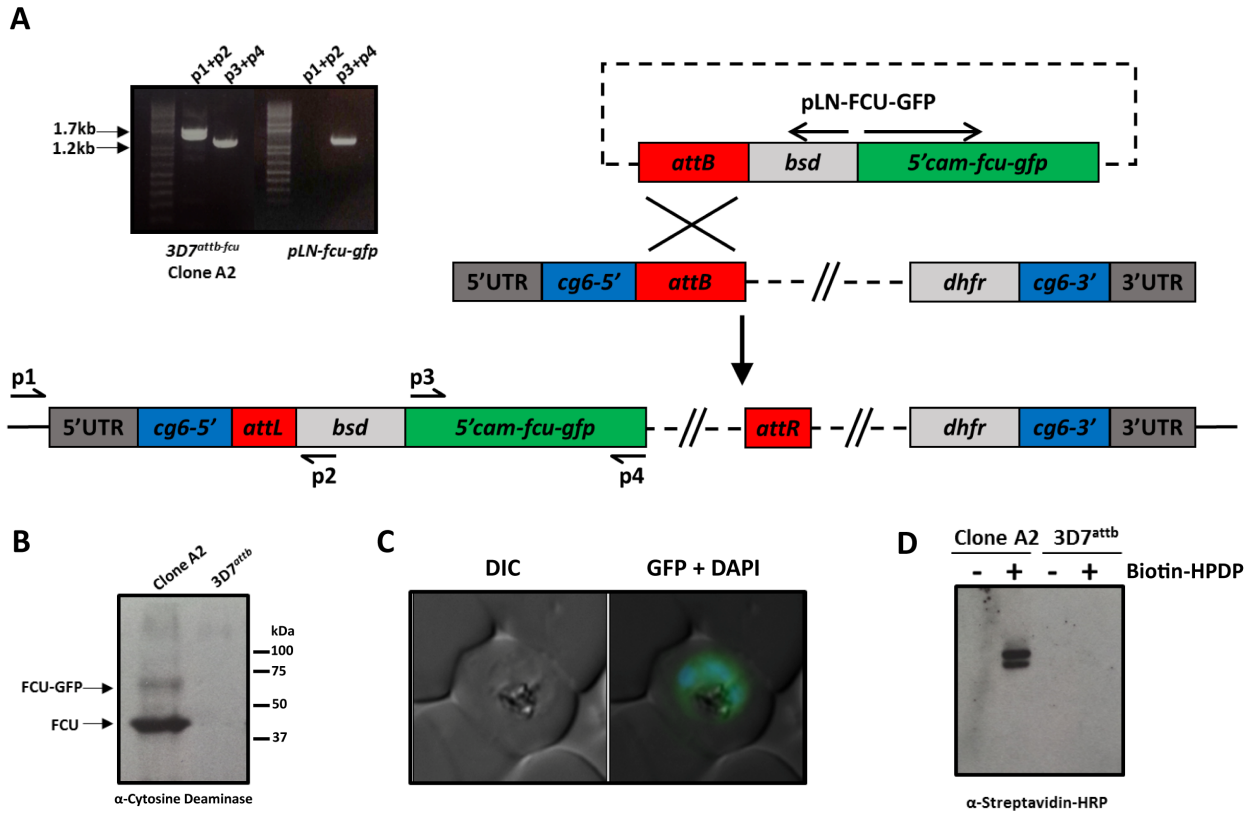 A
p1+p2
p3+p4
p1+p2
p3+p4
1.7kb
1.2kb
3D7attb-fcu
Clone A2
pLN-fcu-gfp
pLN-FCU-GFP
attB
bsd
5’cam-fcu-gfp
5’UTR
cg6-5’
attB
//
dhfr
cg6-3’
3’UTR
p1
p3
5’UTR
cg6-5’
attL
bsd
5’cam-fcu-gfp
//
attR
//
dhfr
cg6-3’
3’UTR
p2
p4
B
Clone A2
3D7attb
kDa
100
75
50
37
FCU-GFP
FCU
α-Cytosine Deaminase
C
DIC
GFP + DAPI
D
Clone A2
3D7attb
- + - +
Biotin-HPDP
α-Streptavidin-HRP